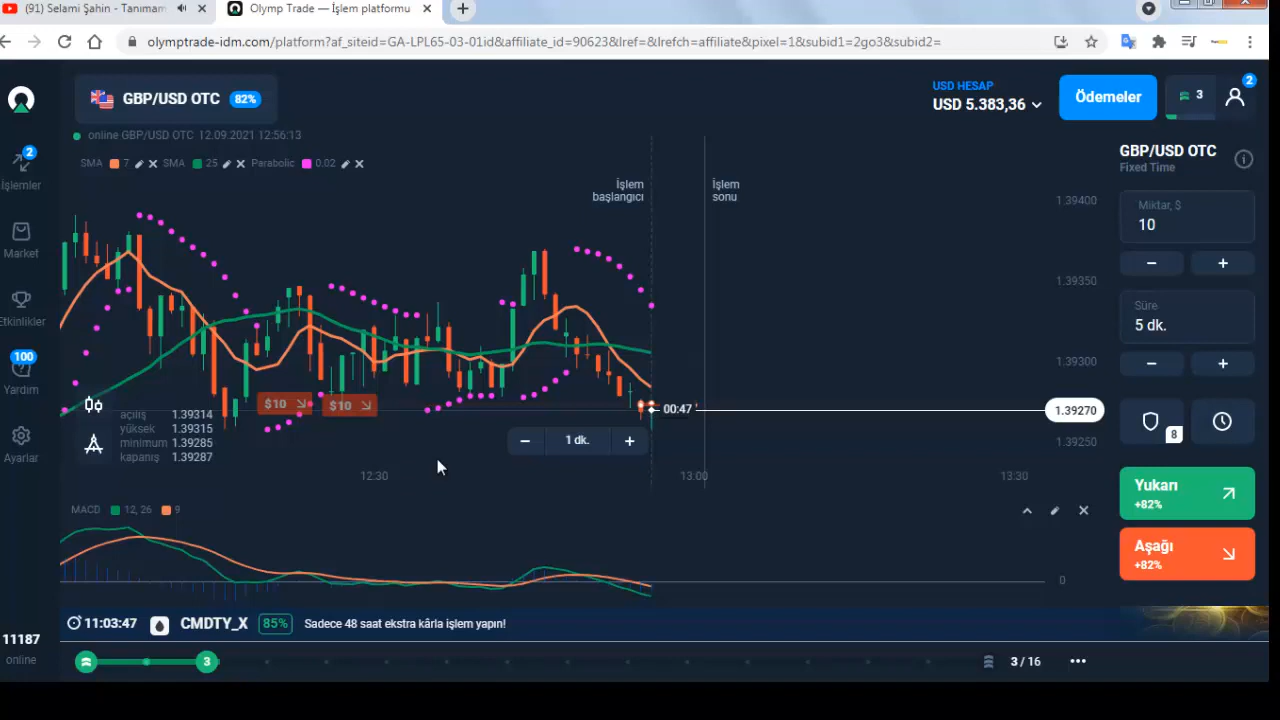 (91) Selami Şahin - Tanımam
Olymp Trade — İşlem platformu
olymptrade-idm.com/platform?af_siteid=GA-LPL65-03-01id&affiliate_id=90623&lref=&lrefch=affiliate&pixel=1&subid1=2go3&subid2=
GBP/USD OTC 82%
USD HESAP
USD 5.383,36
Ödemeler
3
2
online GBP/USD OTC 12.09.2021 12:56:13
SMA 7 SMA 25 Parabolic 0.02
2
İşlemler
Market
Etkinlikler
100
Yardım
Ayarlar
11187
online
İşlem
başlangıcı
İşlem
sonu
1.39400
1.39350
1.39300
1.39270
1.39250
$10
$10
00:47
açılış 1.39314
yüksek 1.39315
minimum 1.39285
kapanış 1.39287
1 dk.
12:30
13:00
13:30
MACD 12, 26 9
0
GBP/USD OTC
Fixed Time
Miktar, $
10
Süre
5 dk.
8
Yukarı
+82%
Aşağı
+82%
11:03:47 CMDTY_X 85% Sadece 48 saat ekstra kârla işlem yapın!
3
3 / 16